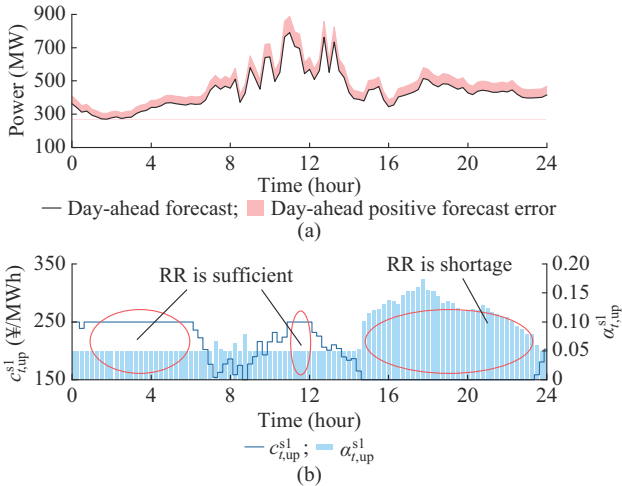 900
700
500
300
100
Power (MW)
0 4 8 12 16 20 24
Time (hour)
Day-ahead forecast; Day-ahead positive forecast error
(a)
350
250
150
c^{s1}_{t,up} (¥/MWh)
RR is sufficient
RR is shortage
0.20
0.15
0.10
0.05
0
α^{s1}_{t,up}
0 4 8 12 16 20 24
Time (hour)
c^{s1}_{t,up}; α^{s1}_{t,up}
(b)